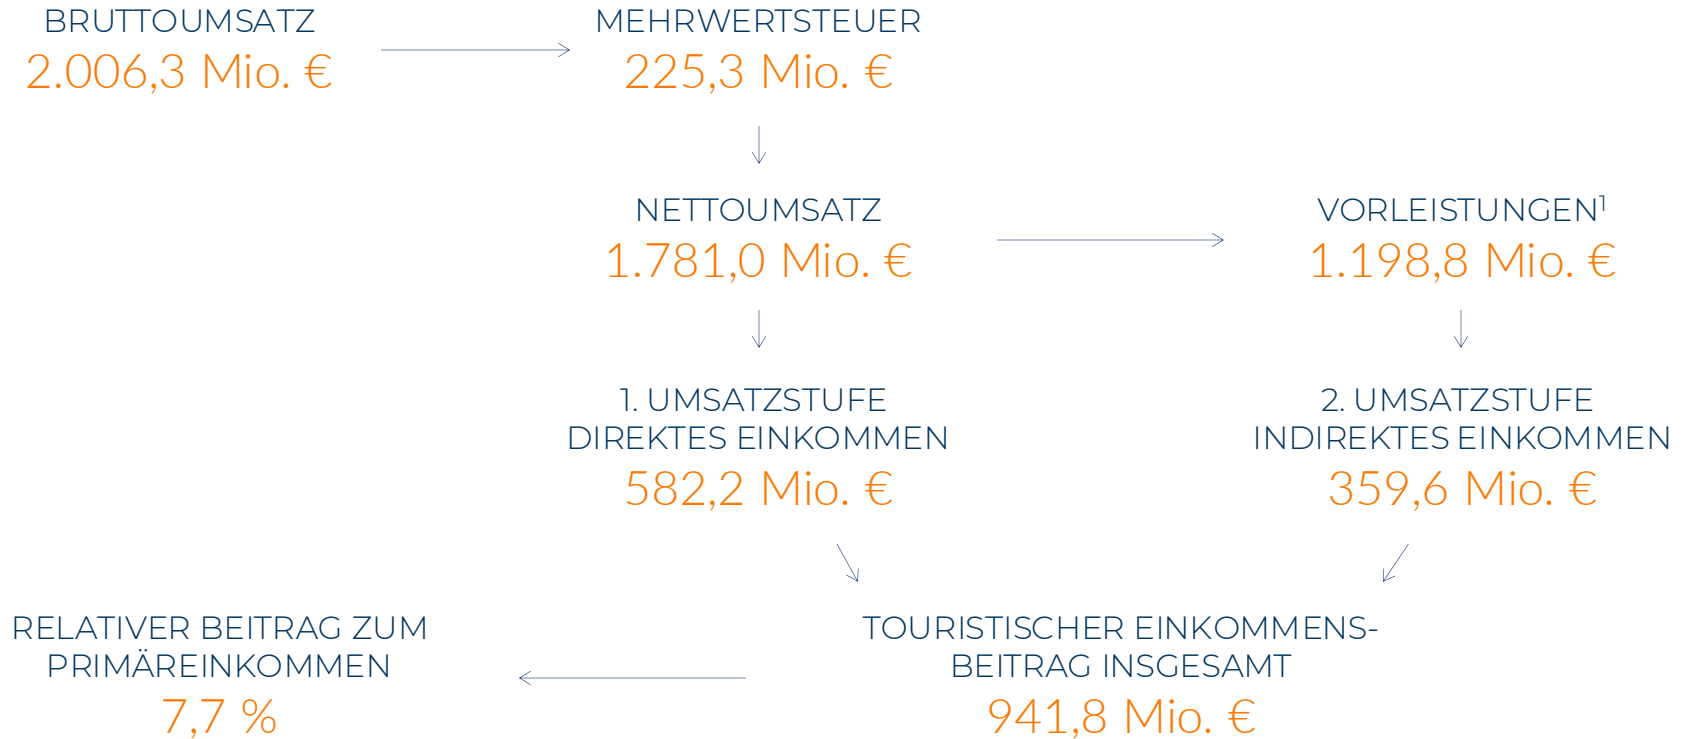 BRUTTOUMSATZ
2.006,3 Mio. €
MEHRWERTSTEUER
225,3 Mio. €
NETTOUMSATZ
1.781,0 Mio. €
VORLEISTUNGEN¹
1.198,8 Mio. €
1. UMSATZSTUFE
DIREKTES EINKOMMEN
582,2 Mio. €
2. UMSATZSTUFE
INDIREKTES EINKOMMEN
359,6 Mio. €
RELATIVER BEITRAG ZUM
PRIMÄREINKOMMEN
7,7 %
TOURISTISCHER EINKOMMENS-
BEITRAG INSGESAMT
941,8 Mio. €